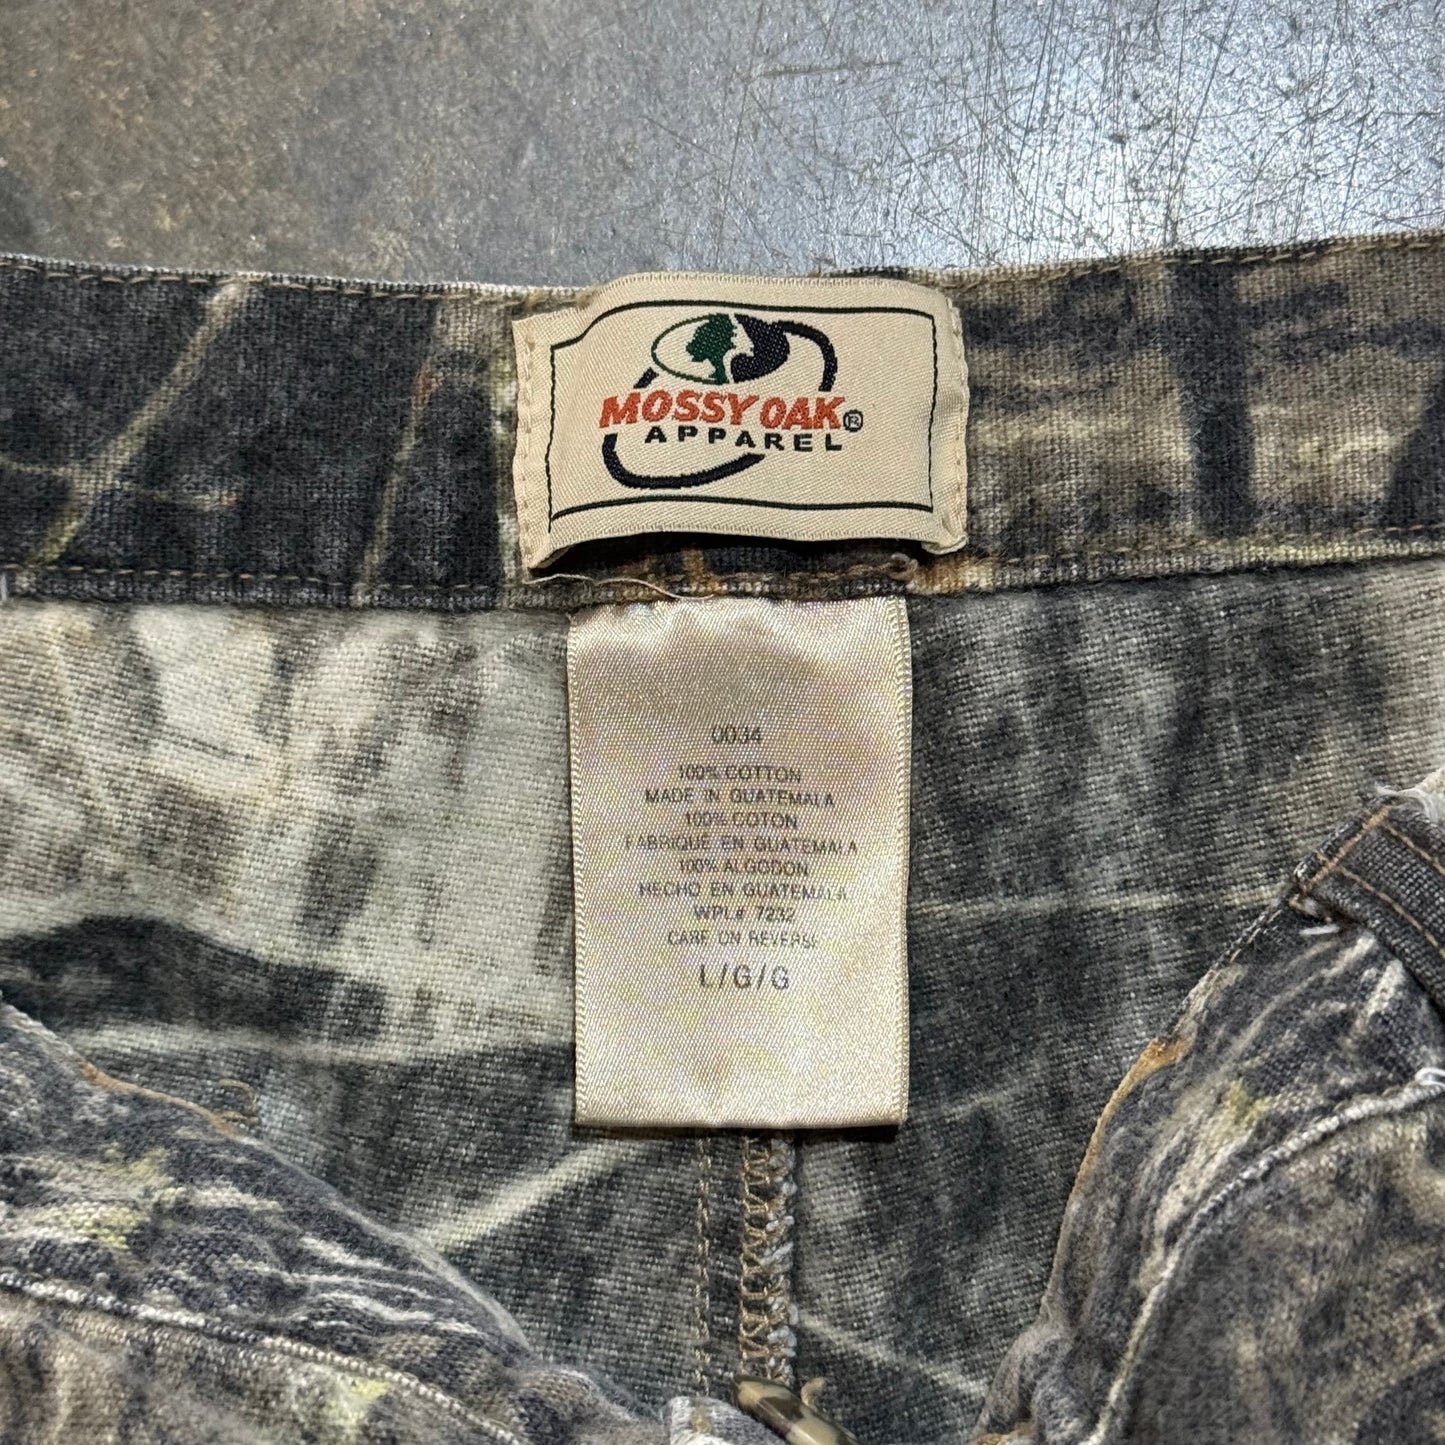 MOSSY OAK®
APPAREL
0034
100% COTTON
MADE IN GUATEMALA
100% COTON
FABRIQUE EN GUATEMALA
100% ALGODON
HECHO EN GUATEMALA
WPL# 7232
CARE ON REVERSE
L/G/G